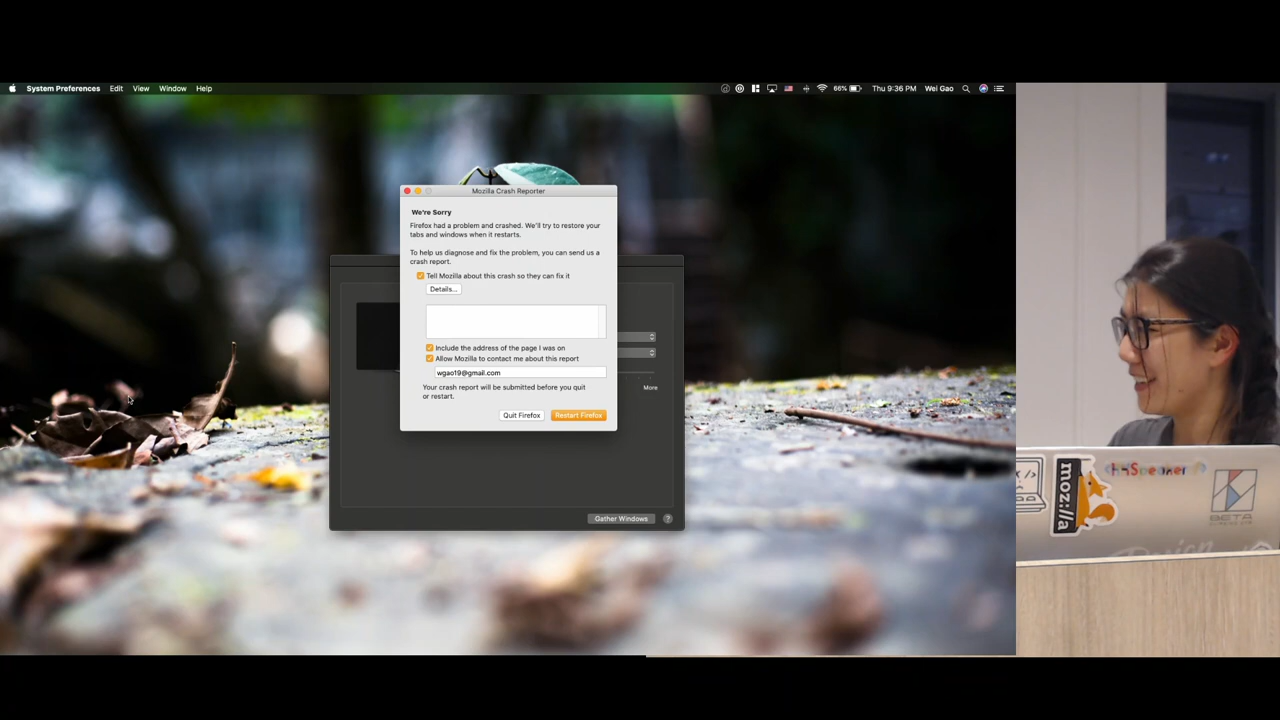 System Preferences Edit View Window Help
66% Thu 9:36 PM Wei Gao
Mozilla Crash Reporter
We're Sorry
Firefox had a problem and crashed. We'll try to restore your
tabs and windows when it restarts.
To help us diagnose and fix the problem, you can send us a
crash report.
Tell Mozilla about this crash so they can fix it
Details...
Include the address of the page I was on
Allow Mozilla to contact me about this report
wgao19@gmail.com
Your crash report will be submitted before you quit
or restart.
More
Quit Firefox Restart Firefox
Gather Windows ?
moz://a
BETA